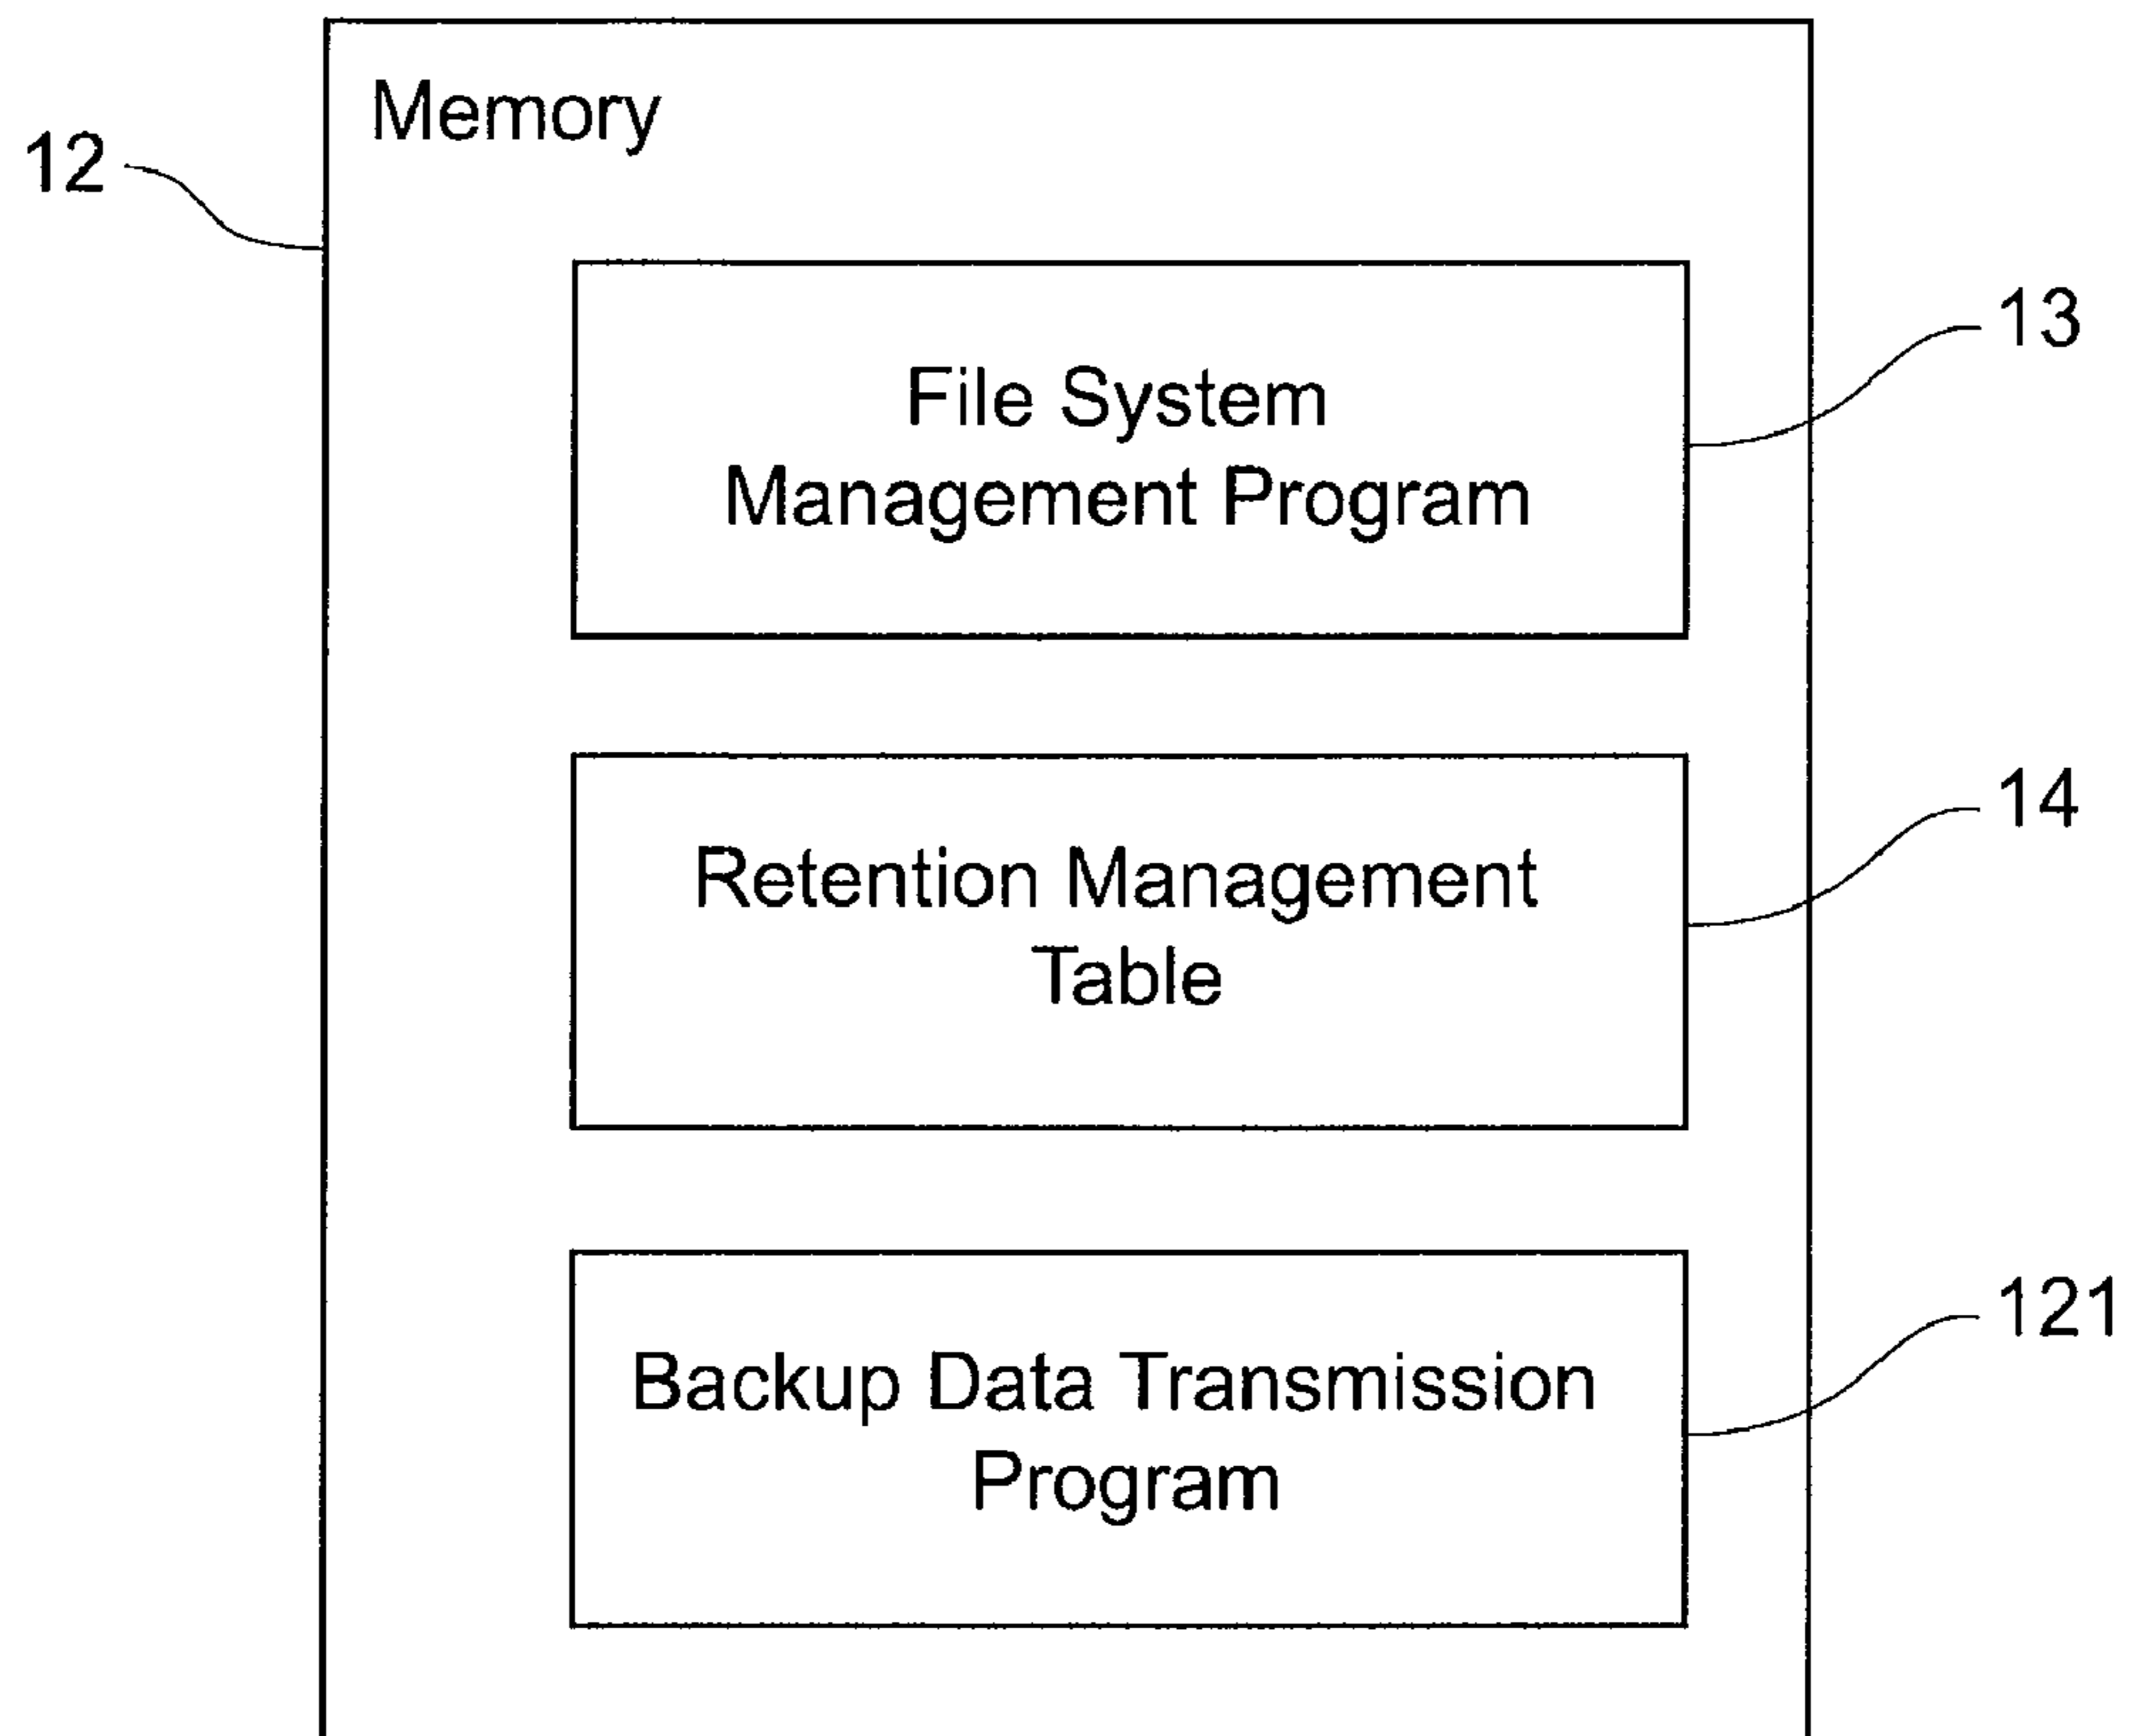 Memory
12
File System
Management Program
13
Retention Management
Table
14
Backup Data Transmission
Program
121